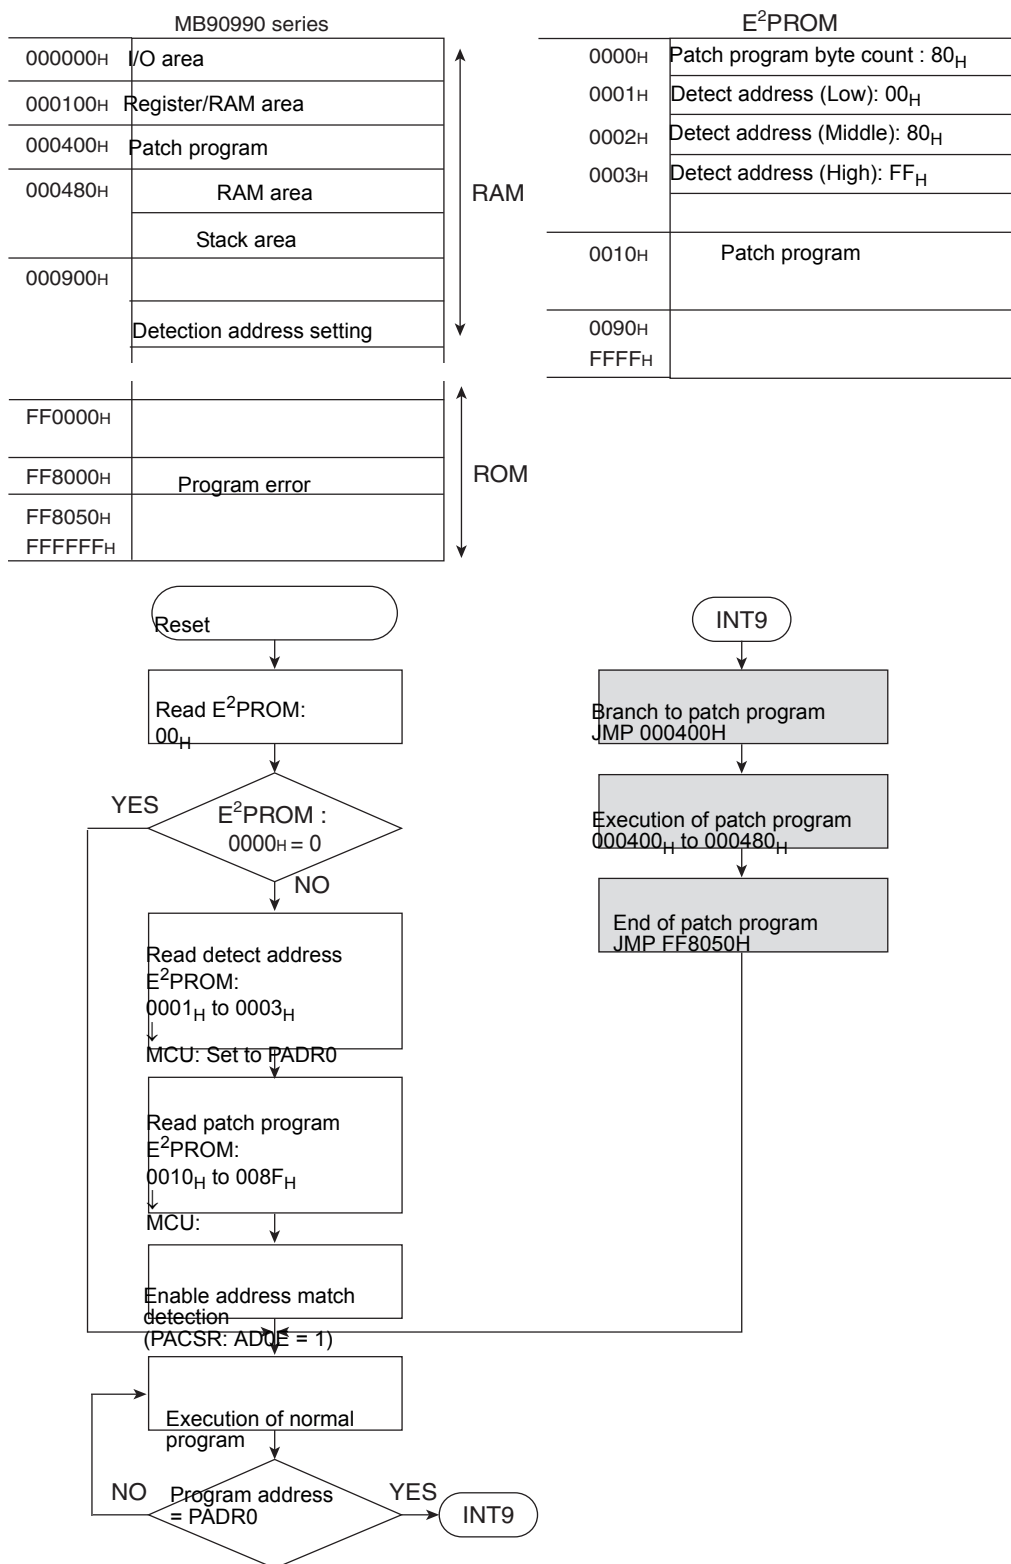 MB90990 series
000000H I/O area
000100H Register/RAM area
000400H Patch program
000480H RAM area
Stack area
000900H
Detection address setting
RAM
FF0000H
FF8000H Program error
FF8050H
FFFFFFH
ROM
E²PROM
0000H Patch program byte count : 80H
0001H Detect address (Low): 00H
0002H Detect address (Middle): 80H
0003H Detect address (High): FFH
0010H Patch program
0090H
FFFFH
Reset
Read E²PROM:
00H
YES
E²PROM :
0000H = 0
NO
Read detect address
E²PROM:
0001H to 0003H
↓
MCU: Set to PADR0
Read patch program
E²PROM:
0010H to 008FH
↓
MCU:
Enable address match
detection
(PACSR: AD0E = 1)
Execution of normal
program
NO
Program address
= PADR0
YES
INT9
INT9
Branch to patch program
JMP 000400H
Execution of patch program
000400H to 000480H
End of patch program
JMP FF8050H